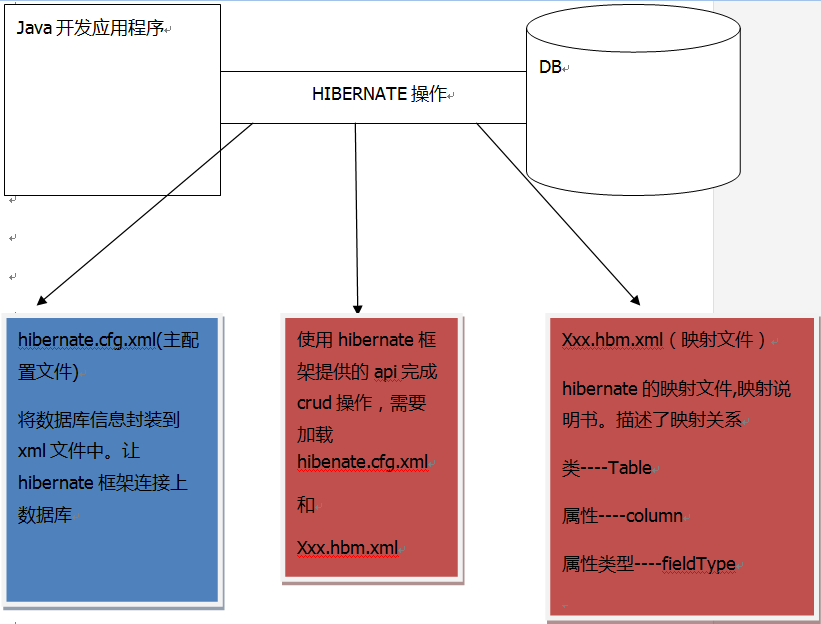 Java 开发应用程序
HIBERNATE 操作
DB
hibernate.cfg.xml(主配
置文件)
将数据库信息封装到
xml 文件中。让
hibernate 框架连接上
数据库
使用 hibernate 框
架提供的 api 完成
crud 操作，需要
加载
hibenate.cfg.xml
和
Xxx.hbm.xml
Xxx.hbm.xml（映射文件）
hibernate 的映射文件,映射说
明书。描述了映射关系
类----Table
属性----column
属性类型----fieldType